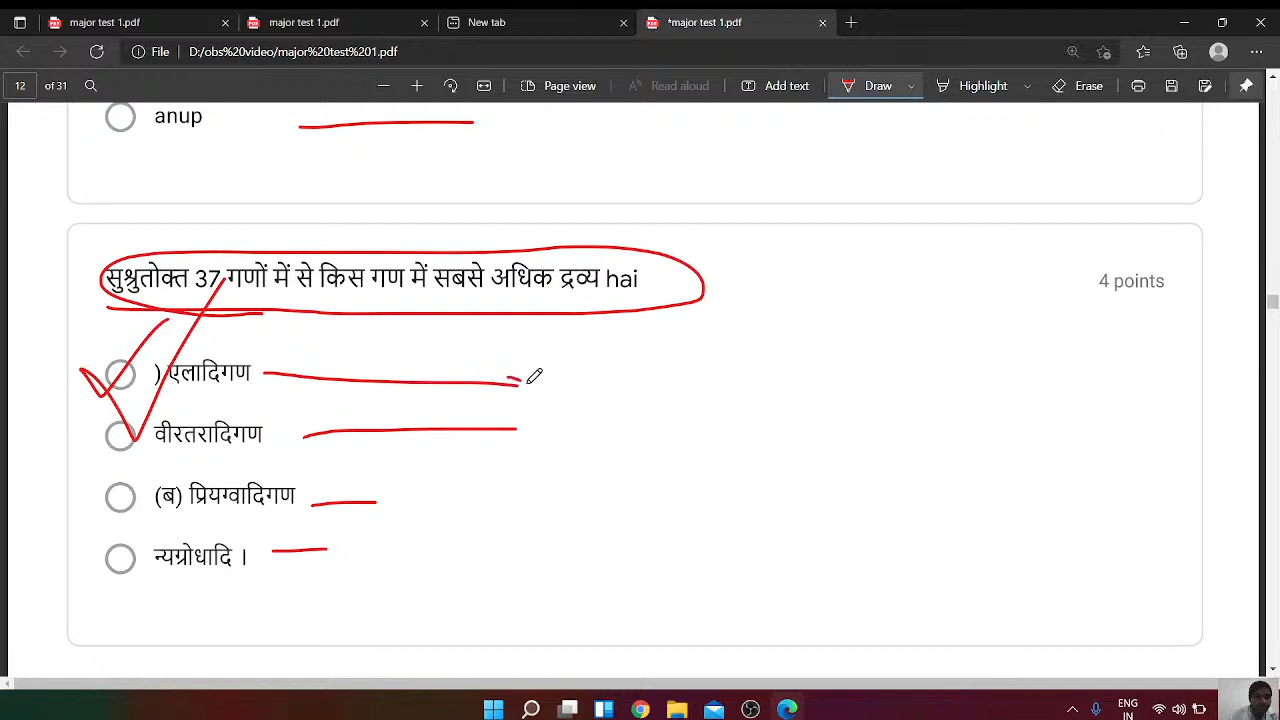 major test 1.pdf
major test 1.pdf
New tab
*major test 1.pdf
File D:/obs%20video/major%20test%201.pdf
12 of 31
Page view
Read aloud
Add text
Draw
Highlight
Erase
anup
सुश्रुतोक्त 37 गणों में से किस गण में सबसे अधिक द्रव्य hai
4 points
) एलादिगण
वीरतरादिगण
(ब) प्रियग्वादिगण
न्यग्रोधादि ।
ENG
IN